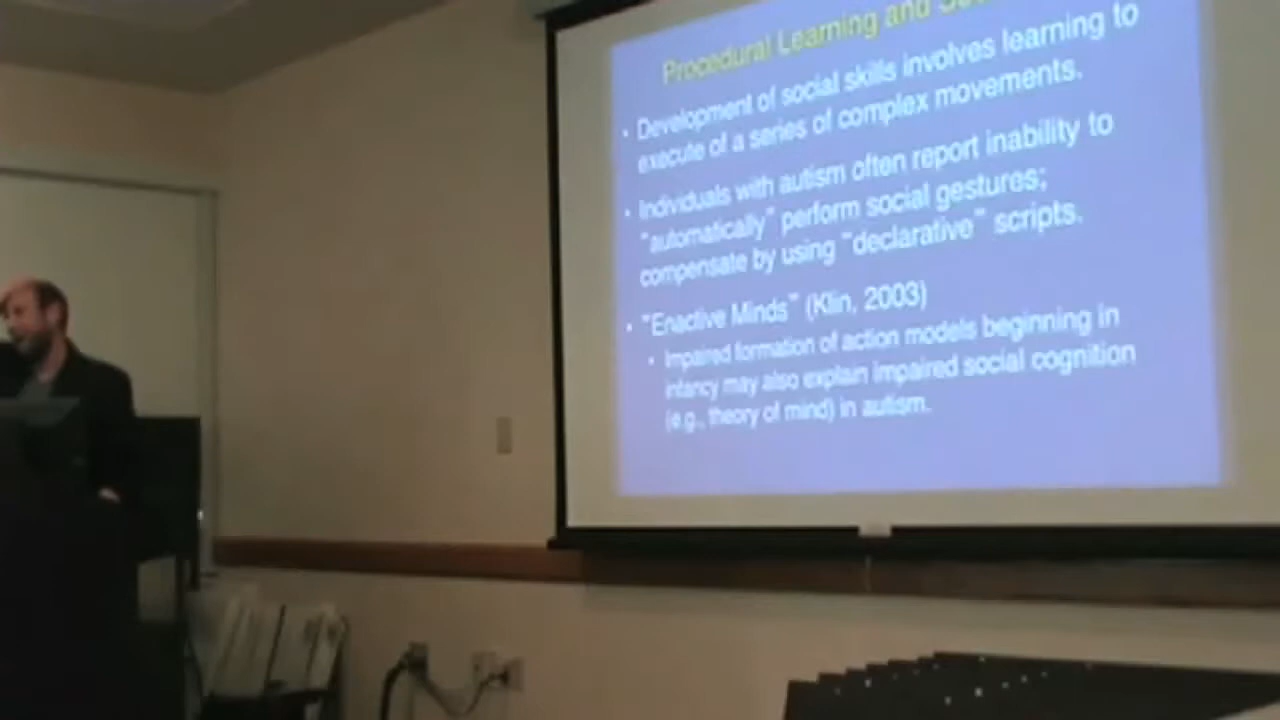 Procedural Learning and
• Development of social skills involves learning to
execute of a series of complex movements.
• Individuals with autism often report inability to
"automatically" perform social gestures;
compensate by using "declarative" scripts.
• "Enactive Minds" (Klin, 2003)
• Impaired formation of action models beginning in
infancy may also explain impaired social cognition
(e.g., theory of mind) in autism.